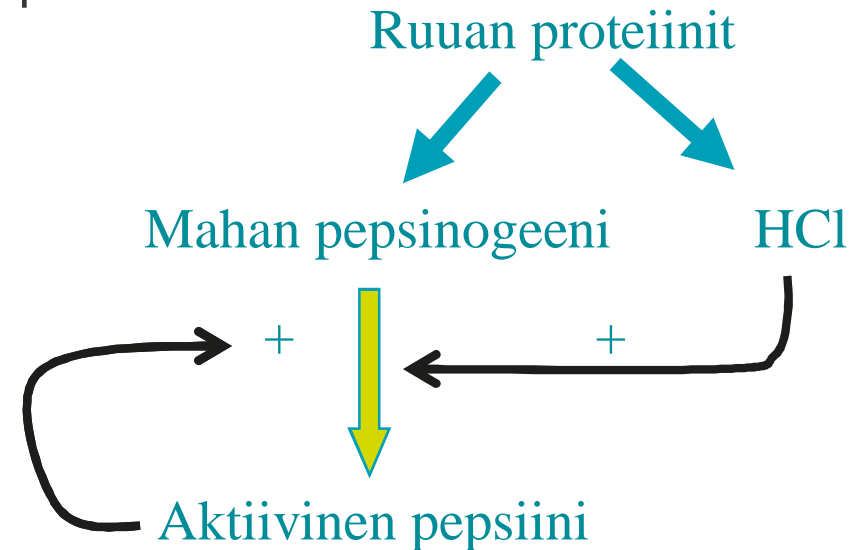 Ruuan proteiinit
Mahan pepsinogeeni HCl
+ +
Aktiivinen pepsiini